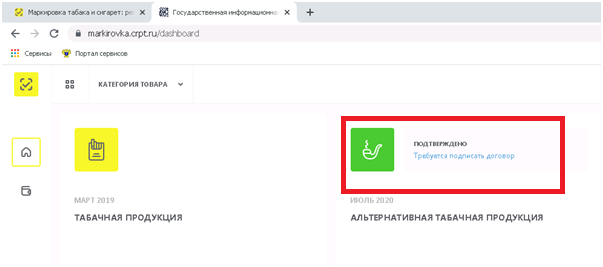 Маркировка табака и сигарет: ре
Государственная информационно
markirovka.crpt.ru/dashboard
Сервисы
Портал сервисов
КАТЕГОРИЯ ТОВАРА
ПОДТВЕРЖДЕНО
Требуется подписать договор
МАРТ 2019
ИЮЛЬ 2020
ТАБАЧНАЯ ПРОДУКЦИЯ
АЛЬТЕРНАТИВНАЯ ТАБАЧНАЯ ПРОДУКЦИЯ